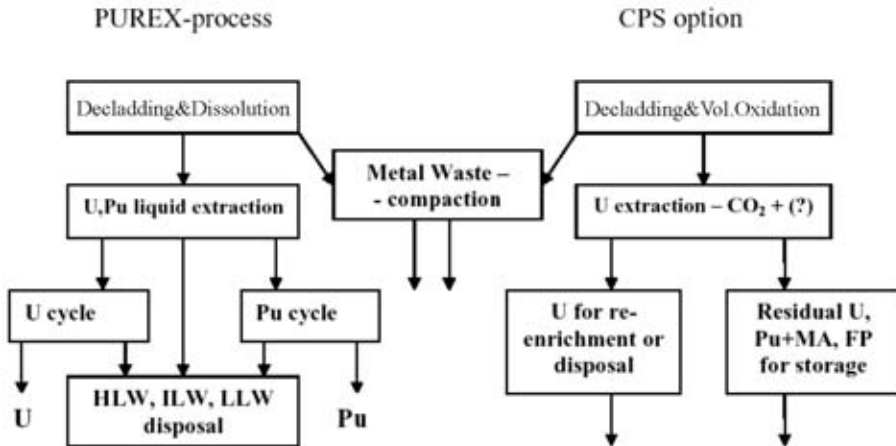 PUREX-process
CPS option
Decladding&Dissolution
Decladding&Vol.Oxidation
Metal Waste –
- compaction
U,Pu liquid extraction
U extraction – CO₂ + (?)
U cycle
Pu cycle
U for re-
enrichment or
disposal
Residual U,
Pu+MA, FP
for storage
HLW, ILW, LLW
disposal
U
Pu